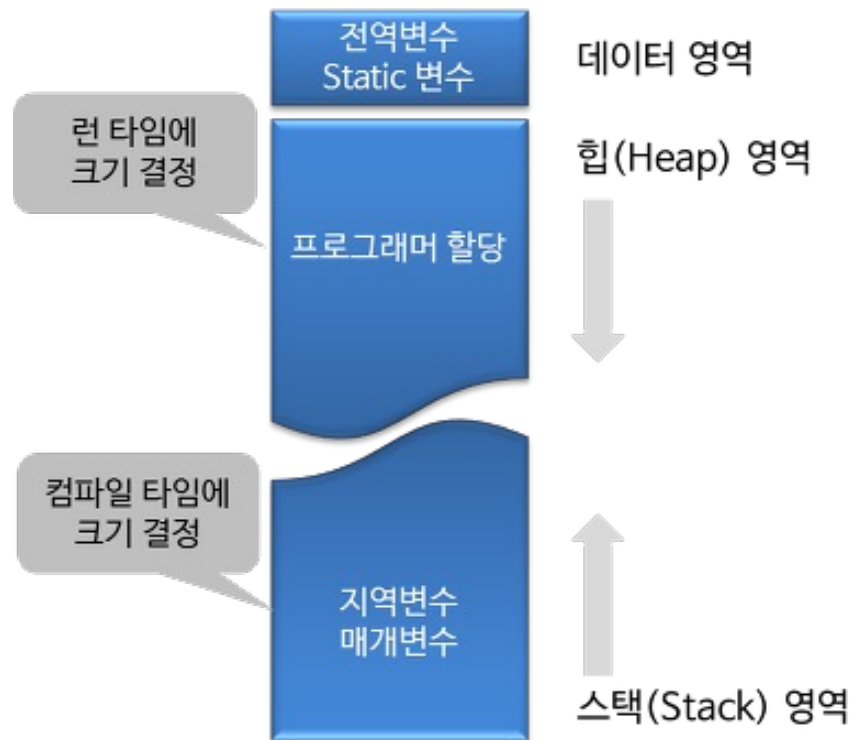 전역변수
Static 변수
데이터 영역
런 타임에
크기 결정
힙(Heap) 영역
프로그래머 할당
컴파일 타임에
크기 결정
지역변수
매개변수
스택(Stack) 영역